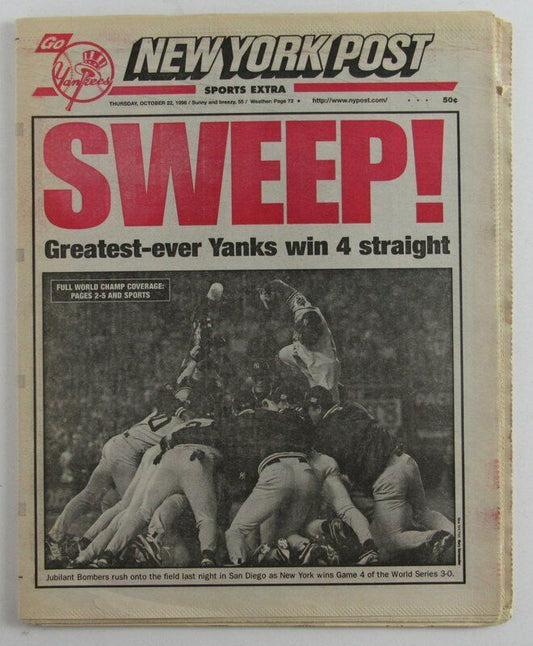 Go
Yankees
NEW YORK POST
SPORTS EXTRA
THURSDAY, OCTOBER 22, 1998 / Sunny and breezy, 55 / Weather: Page 72 ★ http://www.nypost.com/ 50¢
SWEEP!
Greatest-ever Yanks win 4 straight
FULL WORLD CHAMP COVERAGE:
PAGES 2-5 AND SPORTS
Jubilant Bombers rush onto the field last night in San Diego as New York wins Game 4 of the World Series 3-0.